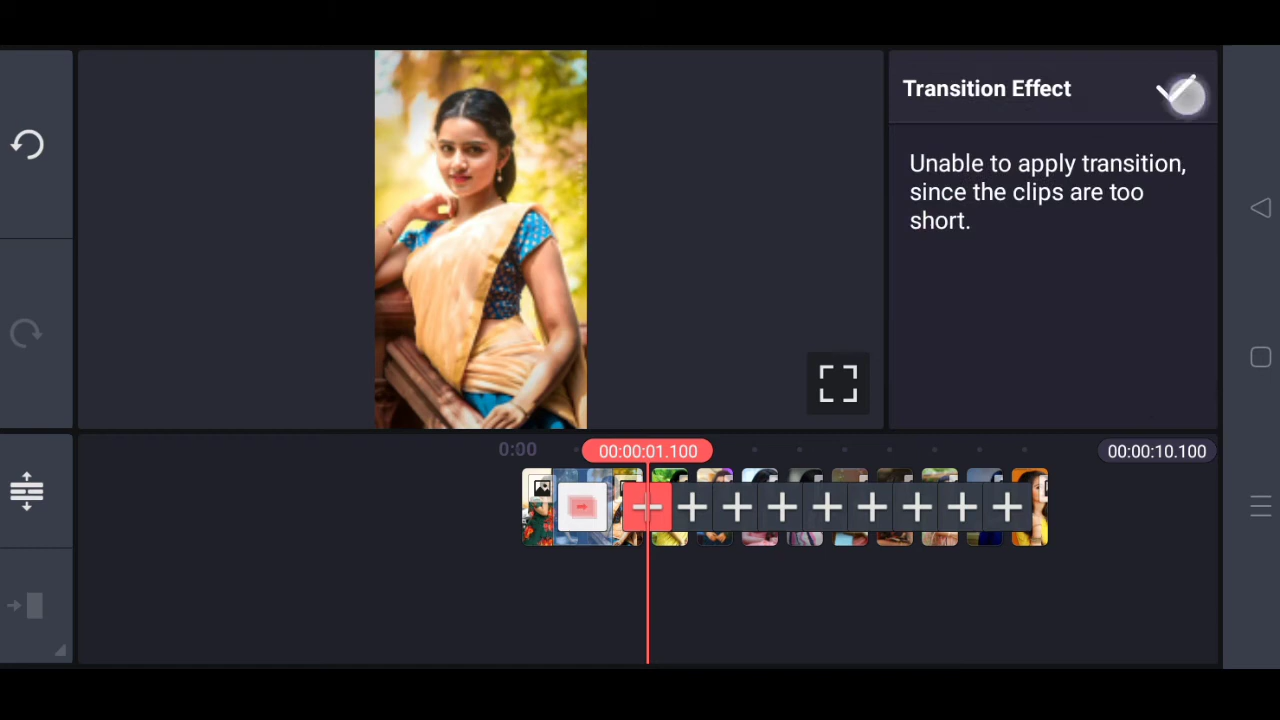 Transition Effect
Unable to apply transition,
since the clips are too
short.
0:00
00:00:01.100
00:00:10.100